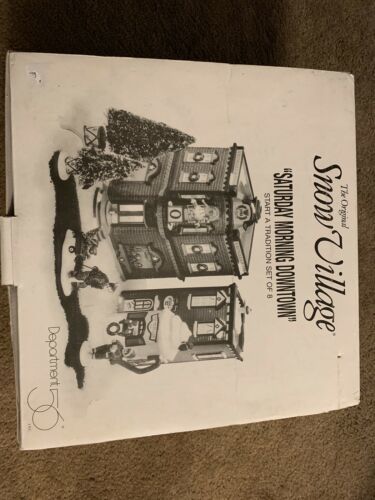 The Original
Snow Village®
"SATURDAY MORNING DOWNTOWN"
START A TRADITION SET OF 8
Department 56